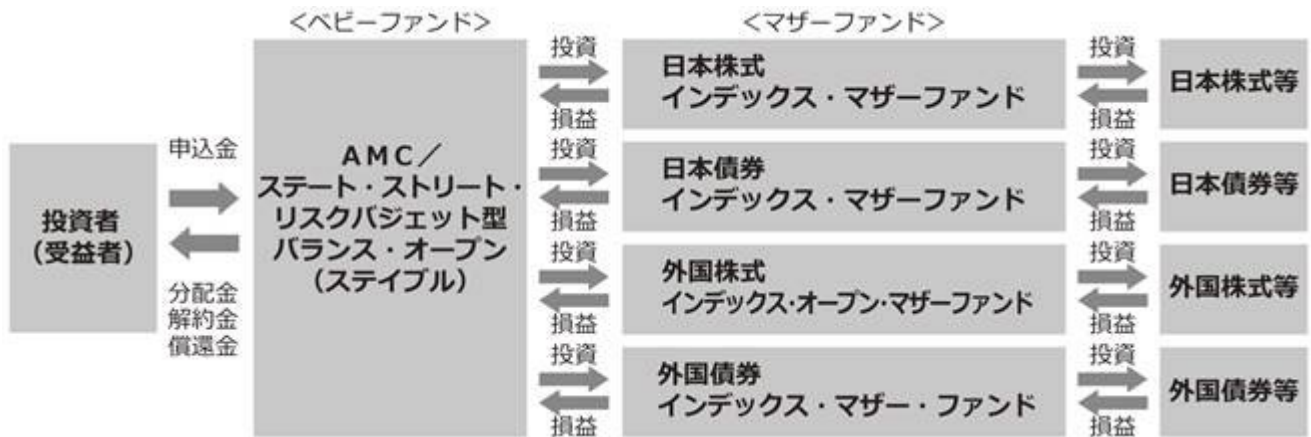 ＜ベビーファンド＞
＜マザーファンド＞
投資者
（受益者）
申込金
分配金
解約金
償還金
ＡＭＣ／
ステート・ストリート・
リスクバジェット型
バランス・オープン
（ステイブル）
投資
損益
日本株式
インデックス・マザーファンド
投資
損益
日本株式等
投資
損益
日本債券
インデックス・マザーファンド
投資
損益
日本債券等
投資
損益
外国株式
インデックス・オープン・マザーファンド
投資
損益
外国株式等
投資
損益
外国債券
インデックス・マザー・ファンド
投資
損益
外国債券等